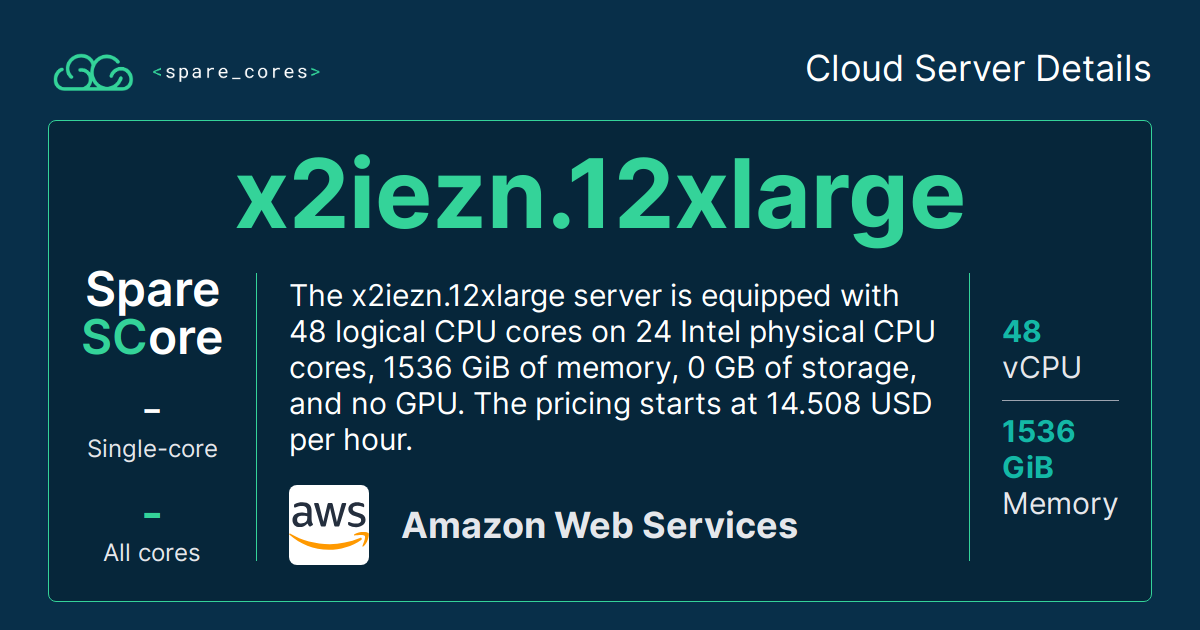 <spare_cores>
Cloud Server Details
x2iezn.12xlarge
Spare
SCore
–
Single-core
–
All cores
The x2iezn.12xlarge server is equipped with
48 logical CPU cores on 24 Intel physical CPU
cores, 1536 GiB of memory, 0 GB of storage,
and no GPU. The pricing starts at 14.508 USD
per hour.
aws
Amazon Web Services
48
vCPU
1536
GiB
Memory